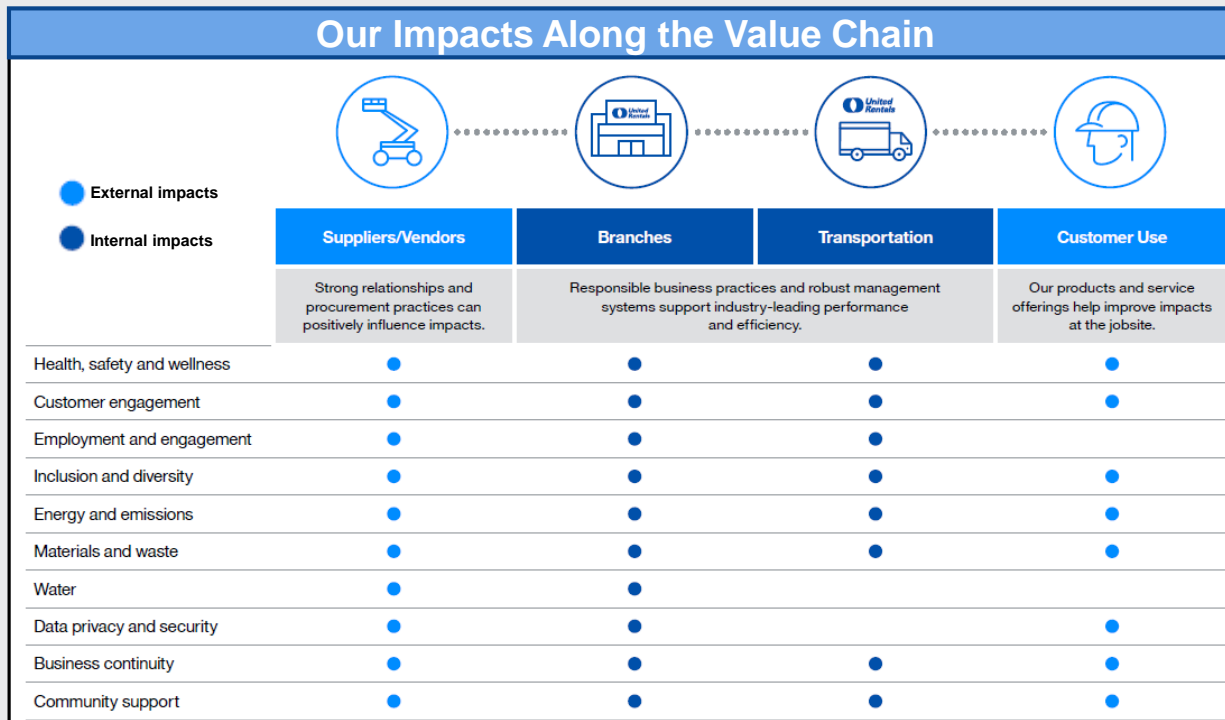 Our Impacts Along the Value Chain
United
Rentals
United
Rentals
External impacts
Internal impacts
Suppliers/Vendors
Branches
Transportation
Customer Use
Strong relationships and
procurement practices can
positively influence impacts.
Responsible business practices and robust management
systems support industry-leading performance
and efficiency.
Our products and service
offerings help improve impacts
at the jobsite.
Health, safety and wellness
Customer engagement
Employment and engagement
Inclusion and diversity
Energy and emissions
Materials and waste
Water
Data privacy and security
Business continuity
Community support